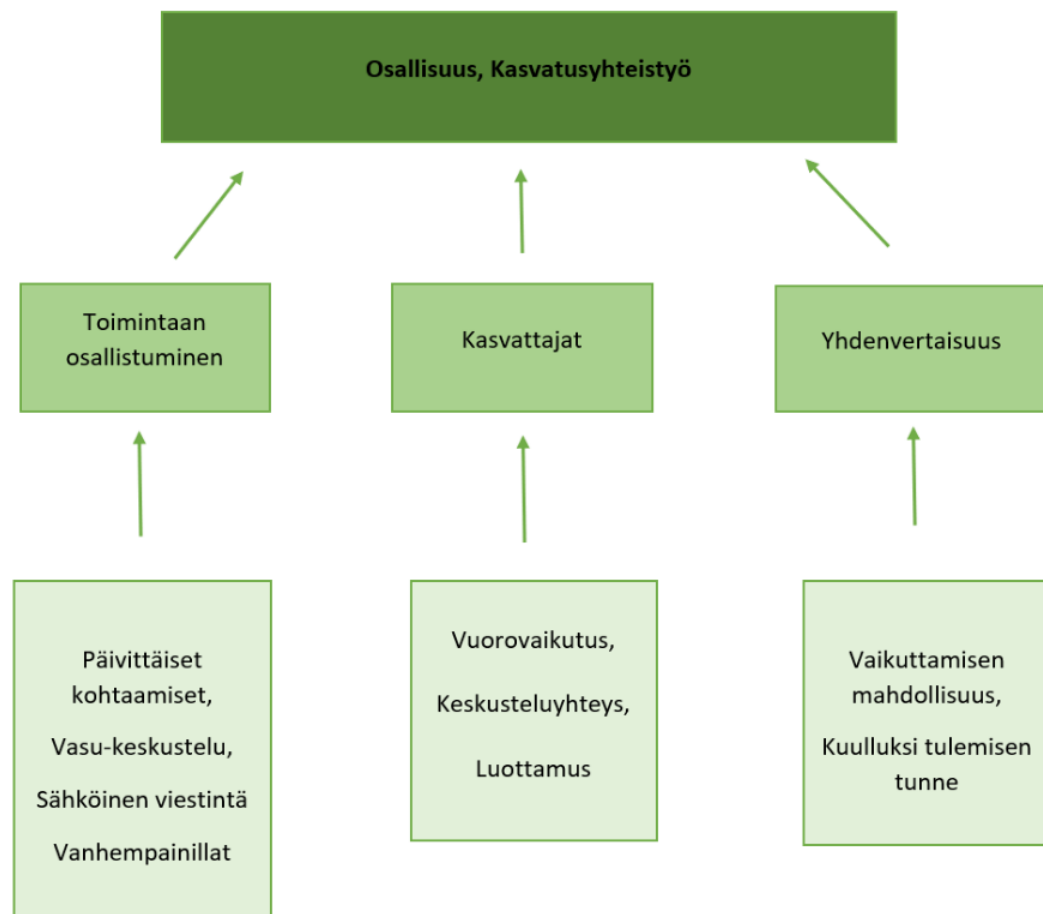 Osallisuus, Kasvatusyhteistyö
Toimintaan
osallistuminen
Kasvattajat
Yhdenvertaisuus
Päivittäiset
kohtaamiset,
Vasu-keskustelu,
Sähköinen viestintä
Vanhempainillat
Vuorovaikutus,
Keskusteluyhteys,
Luottamus
Vaikuttamisen
mahdollisuus,
Kuulluksi tulemisen
tunne